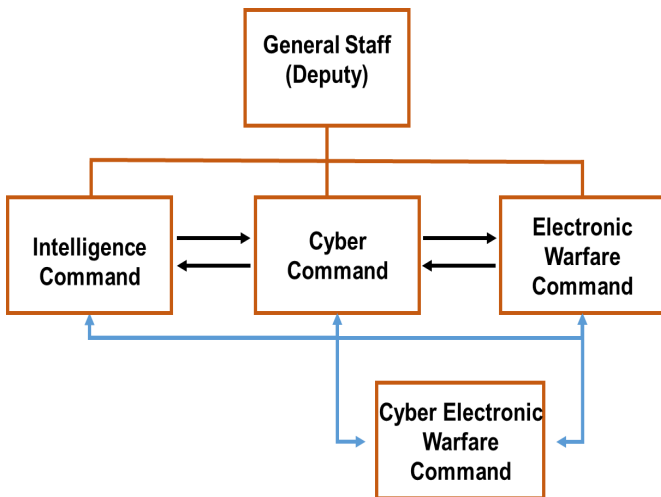 General Staff
(Deputy)
Intelligence
Command
Cyber
Command
Electronic
Warfare
Command
Cyber Electronic
Warfare
Command